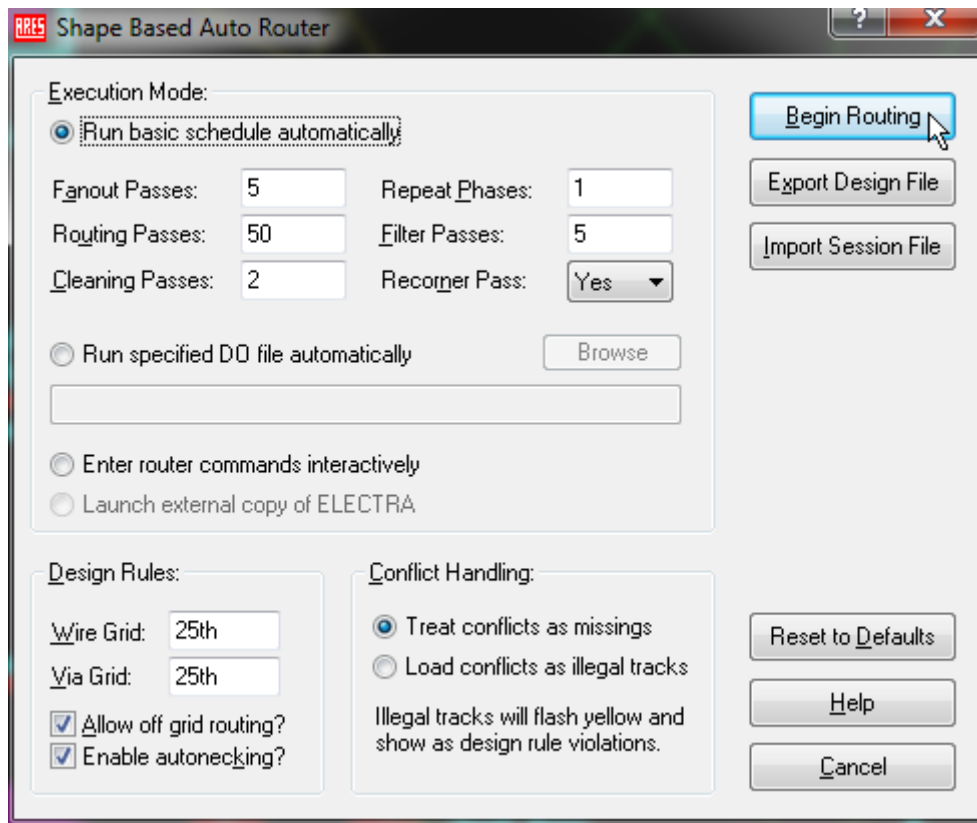 ARES Shape Based Auto Router ? X
Execution Mode:
Run basic schedule automatically
Fanout Passes: 5 Repeat Phases: 1
Routing Passes: 50 Filter Passes: 5
Cleaning Passes: 2 Recorner Pass: Yes
Run specified DO file automatically Browse
Enter router commands interactively
Launch external copy of ELECTRA
Begin Routing
Export Design File
Import Session File
Design Rules:
Wire Grid: 25th
Via Grid: 25th
Allow off grid routing?
Enable autonecking?
Conflict Handling:
Treat conflicts as missings
Load conflicts as illegal tracks
Illegal tracks will flash yellow and
show as design rule violations.
Reset to Defaults
Help
Cancel